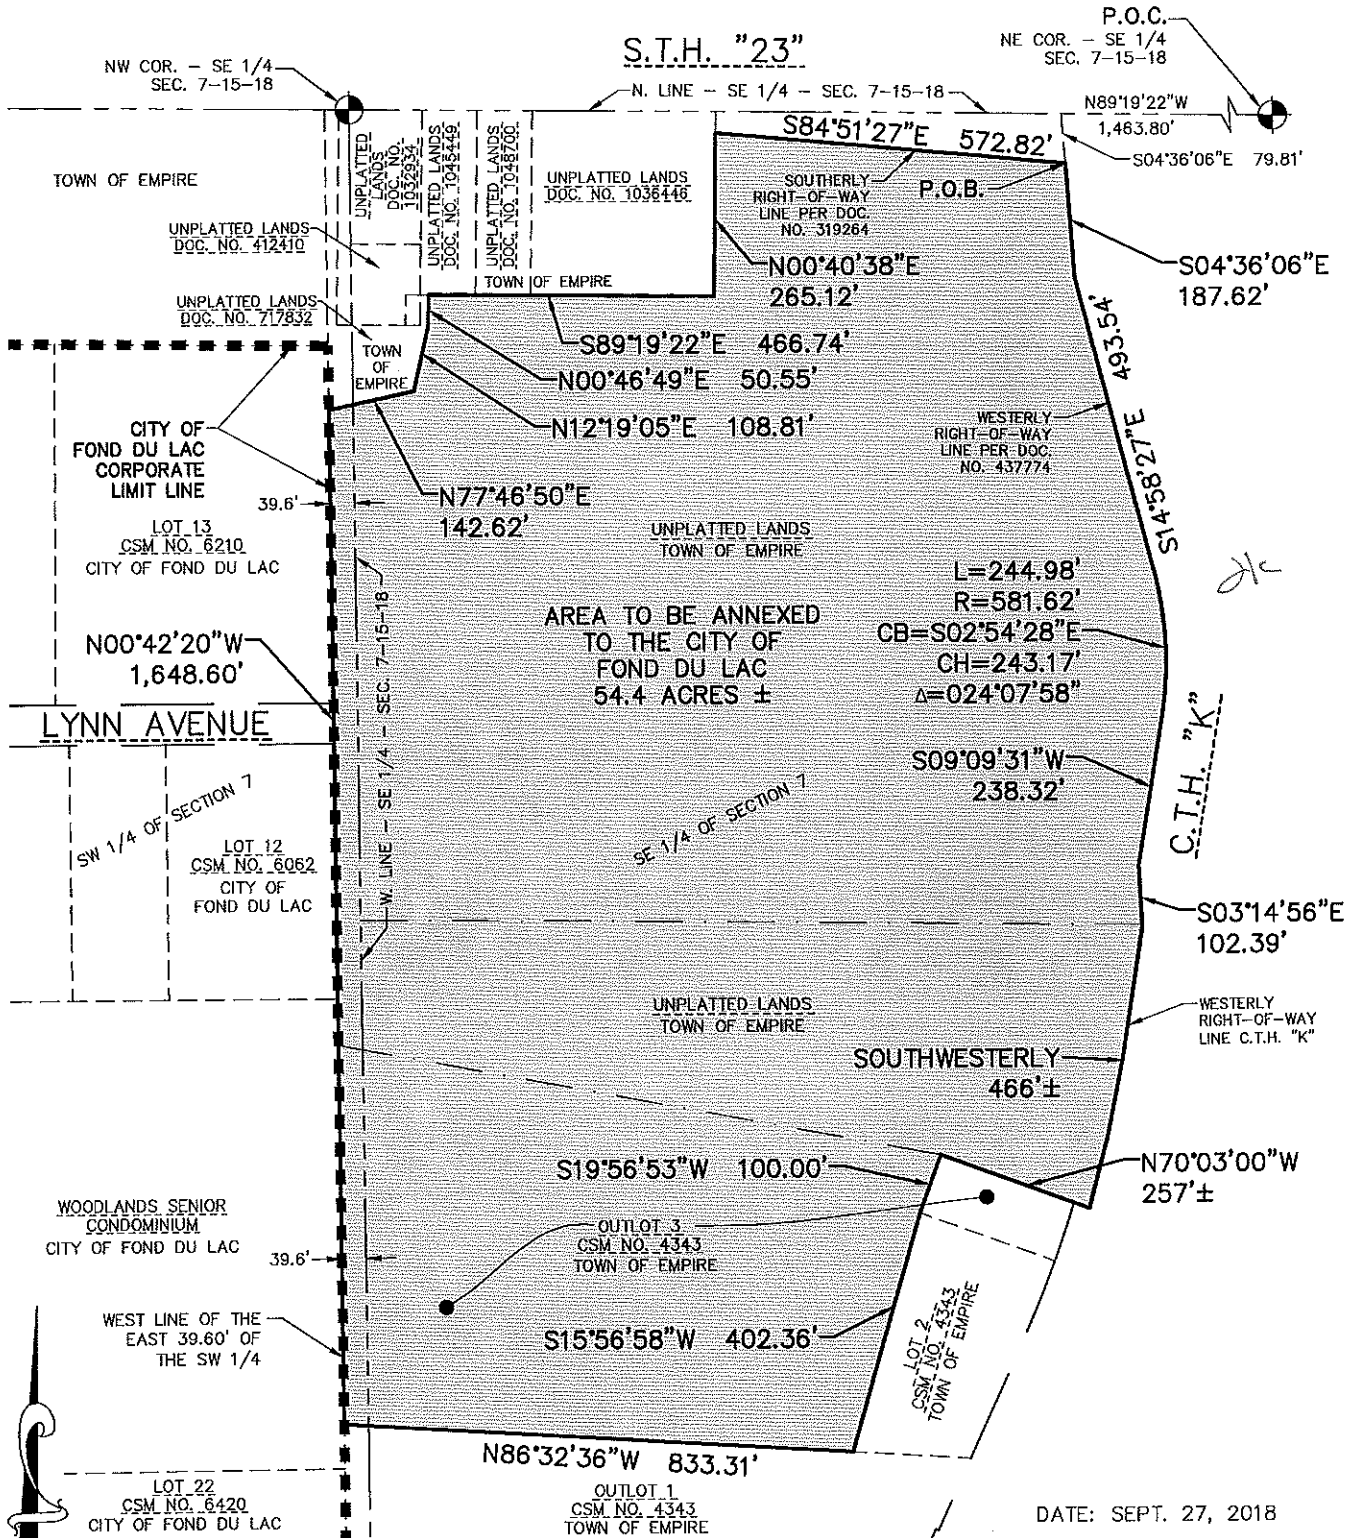 P.O.C.
NE COR. - SE 1/4
SEC. 7-15-18
S.T.H. "23"
NW COR. - SE 1/4
SEC. 7-15-18
N. LINE - SE 1/4 - SEC. 7-15-18
N89°19'22"W
1,463.80'
S84°51'27"E 572.82'
S04°36'06"E 79.81'
TOWN OF EMPIRE
UNPLATTED
LANDS
DOC. NO.
1032634
UNPLATTED LANDS
DOC. NO. 1045449
UNPLATTED LANDS
DOC. NO. 1048700
UNPLATTED LANDS
DOC. NO. 1036446
SOUTHERLY
RIGHT-OF-WAY
LINE PER DOC.
NO. 319264
P.O.B.
UNPLATTED LANDS
DOC. NO. 412410
TOWN OF EMPIRE
N00°40'38"E
265.12'
S04°36'06"E
187.62'
UNPLATTED LANDS
DOC. NO. 717832
S89°19'22"E 466.74'
TOWN
OF
EMPIRE
N00°46'49"E 50.55'
S14°58'27"E 493.54'
N12°19'05"E 108.81'
WESTERLY
RIGHT-OF-WAY
LINE PER DOC.
NO. 437774
CITY OF
FOND DU LAC
CORPORATE
LIMIT LINE
39.6'
N77°46'50"E
142.62'
LOT 13
CSM NO. 6210
CITY OF FOND DU LAC
UNPLATTED LANDS
TOWN OF EMPIRE
L=244.98'
R=581.62'
CB=S02°54'28"E
CH=243.17'
Δ=024°07'58"
AREA TO BE ANNEXED
TO THE CITY OF
FOND DU LAC
54.4 ACRES ±
N00°42'20"W
1,648.60'
W. LINE - SE 1/4 - SEC. 7-15-18
LYNN AVENUE
C.T.H. "K"
S09°09'31"W
238.32'
SW 1/4 OF SECTION 7
SE 1/4 OF SECTION 7
LOT 12
CSM NO. 6062
CITY OF
FOND DU LAC
S03°14'56"E
102.39'
UNPLATTED LANDS
TOWN OF EMPIRE
WESTERLY
RIGHT-OF-WAY
LINE C.T.H. "K"
SOUTHWESTERLY
466'±
S19°56'53"W 100.00'
N70°03'00"W
257'±
WOODLANDS SENIOR
CONDOMINIUM
CITY OF FOND DU LAC
39.6'
OUTLOT 3
CSM NO. 4343
TOWN OF EMPIRE
WEST LINE OF THE
EAST 39.60' OF
THE SW 1/4
S15°56'58"W 402.36'
LOT 2
CSM NO. 4343
TOWN OF EMPIRE
N86°32'36"W 833.31'
LOT 22
CSM NO. 6420
CITY OF FOND DU LAC
OUTLOT 1
CSM NO. 4343
TOWN OF EMPIRE
DATE: SEPT. 27, 2018